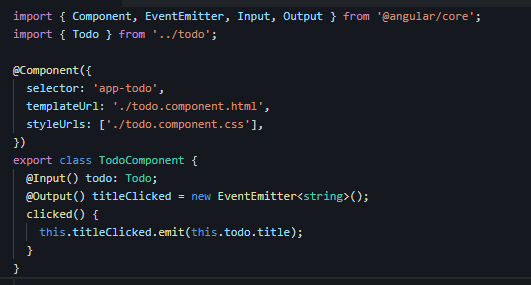 import { Component, EventEmitter, Input, Output } from '@angular/core';
import { Todo } from '../todo';

@Component({
  selector: 'app-todo',
  templateUrl: './todo.component.html',
  styleUrls: ['./todo.component.css'],
})
export class TodoComponent {
  @Input() todo: Todo;
  @Output() titleClicked = new EventEmitter<string>();
  clicked() {
    this.titleClicked.emit(this.todo.title);
  }
}